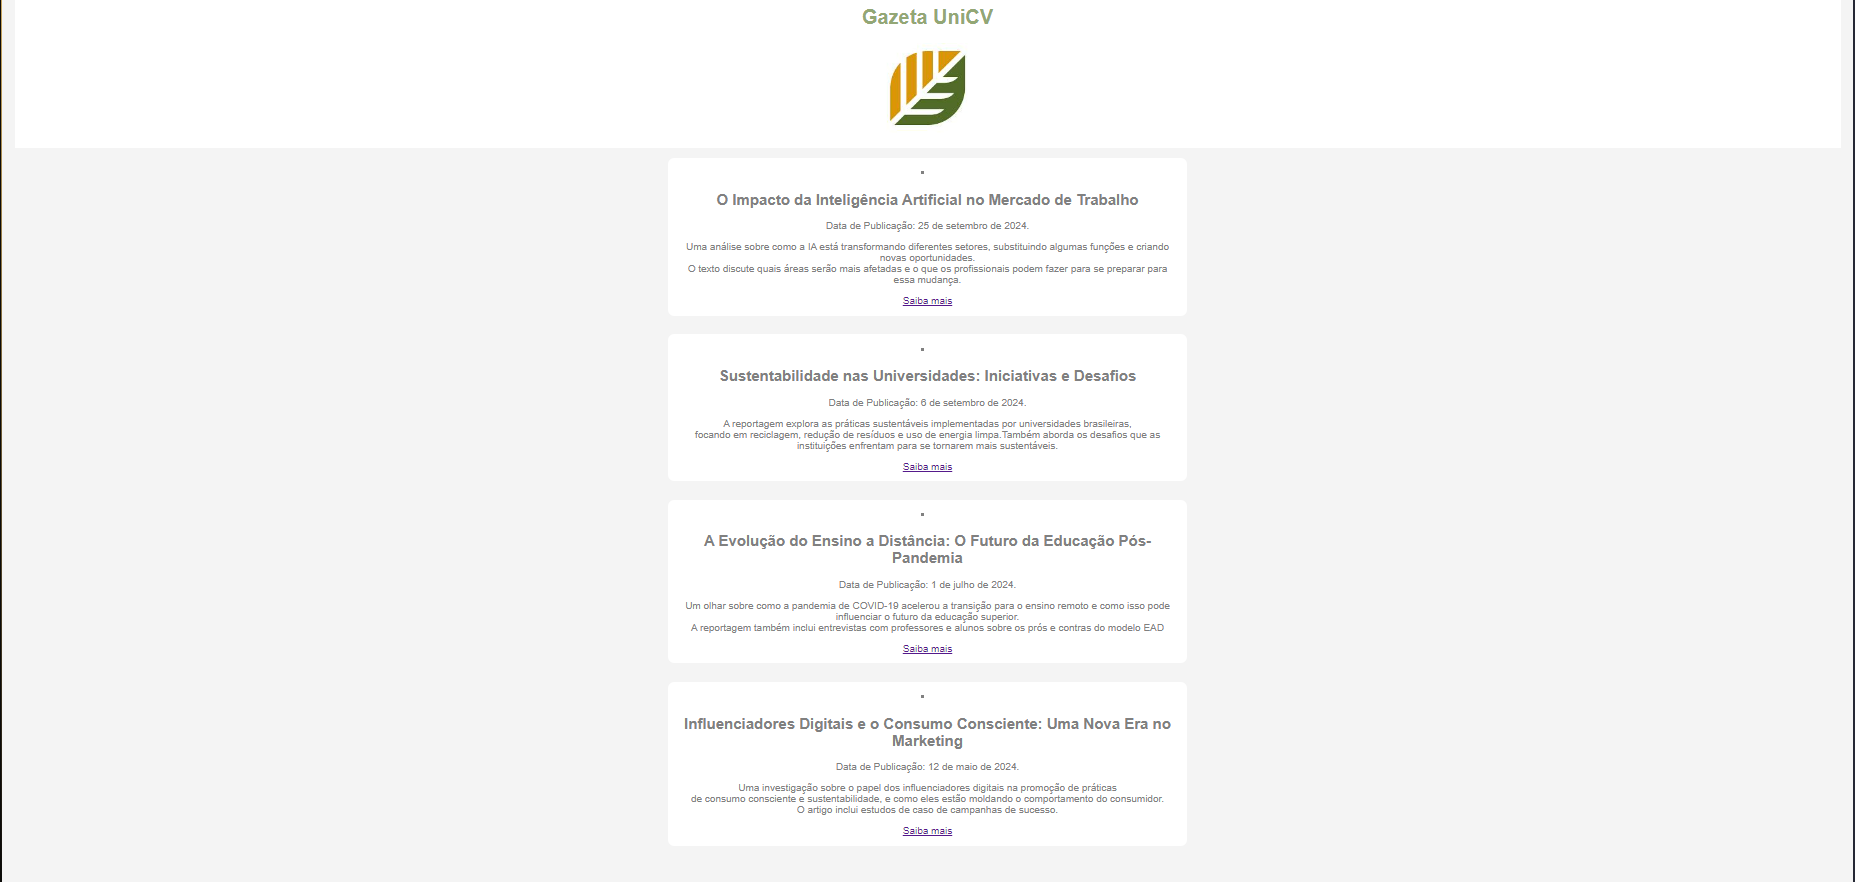 Gazeta UniCV
O Impacto da Inteligência Artificial no Mercado de Trabalho
Data de Publicação: 25 de setembro de 2024.
Uma análise sobre como a IA está transformando diferentes setores, substituindo algumas funções e criando
novas oportunidades.
O texto discute quais áreas serão mais afetadas e o que os profissionais podem fazer para se preparar para
essa mudança.
Saiba mais
Sustentabilidade nas Universidades: Iniciativas e Desafios
Data de Publicação: 6 de setembro de 2024.
A reportagem explora as práticas sustentáveis implementadas por universidades brasileiras,
focando em reciclagem, redução de resíduos e uso de energia limpa.Também aborda os desafios que as
instituições enfrentam para se tornarem mais sustentáveis.
Saiba mais
A Evolução do Ensino a Distância: O Futuro da Educação Pós-
Pandemia
Data de Publicação: 1 de julho de 2024.
Um olhar sobre como a pandemia de COVID-19 acelerou a transição para o ensino remoto e como isso pode
influenciar o futuro da educação superior.
A reportagem também inclui entrevistas com professores e alunos sobre os prós e contras do modelo EAD
Saiba mais
Influenciadores Digitais e o Consumo Consciente: Uma Nova Era no
Marketing
Data de Publicação: 12 de maio de 2024.
Uma investigação sobre o papel dos influenciadores digitais na promoção de práticas
de consumo consciente e sustentabilidade, e como eles estão moldando o comportamento do consumidor.
O artigo inclui estudos de caso de campanhas de sucesso.
Saiba mais